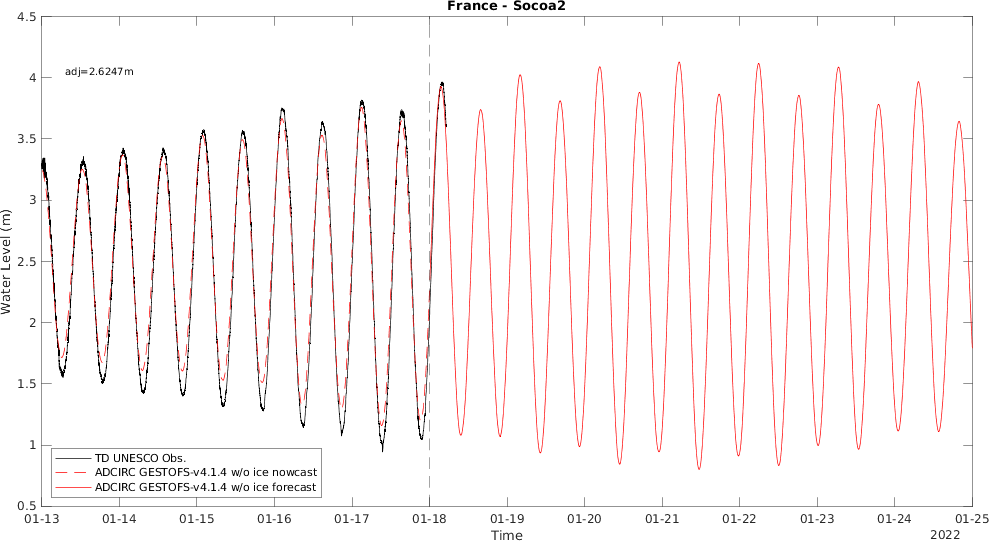 France - Socoa2
adj=2.6247m
4.5
4
3.5
3
2.5
2
1.5
1
0.5
Water Level (m)
TD UNESCO Obs.
ADCIRC GESTOFS-v4.1.4 w/o ice nowcast
ADCIRC GESTOFS-v4.1.4 w/o ice forecast
01-13 01-14 01-15 01-16 01-17 01-18 01-19 01-20 01-21 01-22 01-23 01-24 01-25
Time
2022